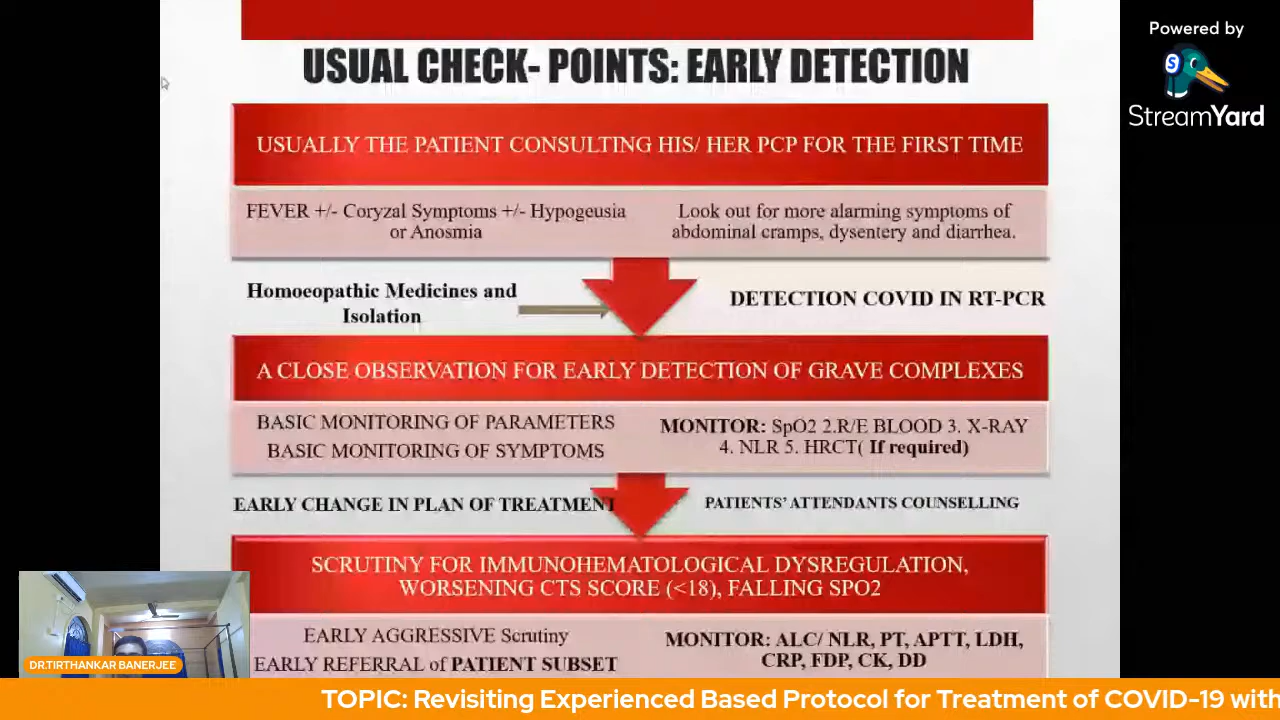 Powered by
S
StreamYard
USUAL CHECK- POINTS: EARLY DETECTION
USUALLY THE PATIENT CONSULTING HIS/ HER PCP FOR THE FIRST TIME
FEVER +/- Coryzal Symptoms +/- Hypogeusia
or Anosmia
Look out for more alarming symptoms of
abdominal cramps, dysentery and diarrhea.
Homoeopathic Medicines and
Isolation
DETECTION COVID IN RT-PCR
A CLOSE OBSERVATION FOR EARLY DETECTION OF GRAVE COMPLEXES
BASIC MONITORING OF PARAMETERS
BASIC MONITORING OF SYMPTOMS
MONITOR: SpO2 2.R/E BLOOD 3. X-RAY
4. NLR 5. HRCT( If required)
EARLY CHANGE IN PLAN OF TREATMENT
PATIENTS' ATTENDANTS COUNSELLING
SCRUTINY FOR IMMUNOHEMATOLOGICAL DYSREGULATION,
WORSENING CTS SCORE (<18), FALLING SPO2
EARLY AGGRESSIVE Scrutiny
EARLY REFERRAL of PATIENT SUBSET
MONITOR: ALC/ NLR, PT, APTT, LDH,
CRP, FDP, CK, DD
DR.TIRTHANKAR BANERJEE
TOPIC: Revisiting Experienced Based Protocol for Treatment of COVID-19 with